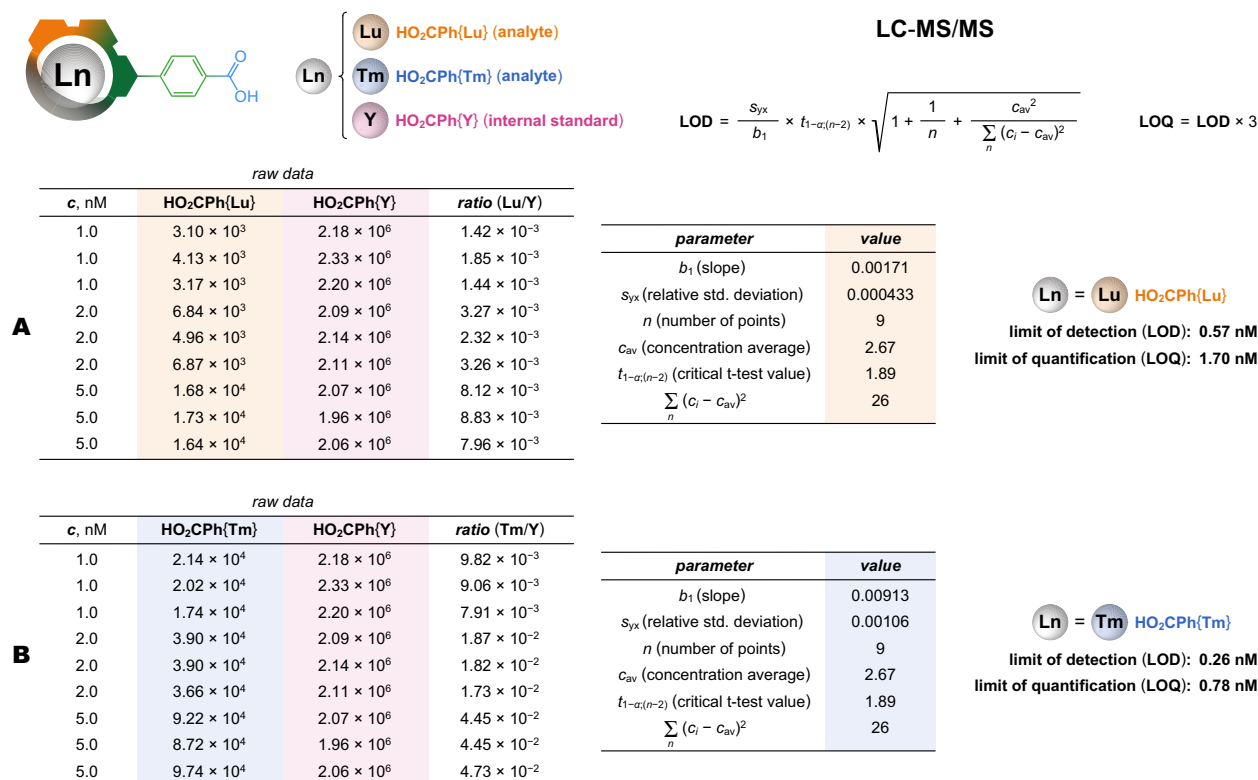 Ln
O
OH
Ln
Lu HO₂CPh{Lu} (analyte)
Tm HO₂CPh{Tm} (analyte)
Y HO₂CPh{Y} (internal standard)
LC-MS/MS
LOD = s_yx / b₁ × t₁₋α;(n−2) × √(1 + 1/n + c_av² / ∑_n (c_i − c_av)²)
LOQ = LOD × 3
A
raw data
c, nM HO₂CPh{Lu} HO₂CPh{Y} ratio (Lu/Y)
1.0 3.10 × 10³ 2.18 × 10⁶ 1.42 × 10⁻³
1.0 4.13 × 10³ 2.33 × 10⁶ 1.85 × 10⁻³
1.0 3.17 × 10³ 2.20 × 10⁶ 1.44 × 10⁻³
2.0 6.84 × 10³ 2.09 × 10⁶ 3.27 × 10⁻³
2.0 4.96 × 10³ 2.14 × 10⁶ 2.32 × 10⁻³
2.0 6.87 × 10³ 2.11 × 10⁶ 3.26 × 10⁻³
5.0 1.68 × 10⁴ 2.07 × 10⁶ 8.12 × 10⁻³
5.0 1.73 × 10⁴ 1.96 × 10⁶ 8.83 × 10⁻³
5.0 1.64 × 10⁴ 2.06 × 10⁶ 7.96 × 10⁻³
parameter value
b₁ (slope) 0.00171
s_yx (relative std. deviation) 0.000433
n (number of points) 9
c_av (concentration average) 2.67
t₁₋α;(n−2) (critical t-test value) 1.89
∑_n (c_i − c_av)² 26
Ln = Lu HO₂CPh{Lu}
limit of detection (LOD): 0.57 nM
limit of quantification (LOQ): 1.70 nM
B
raw data
c, nM HO₂CPh{Tm} HO₂CPh{Y} ratio (Tm/Y)
1.0 2.14 × 10⁴ 2.18 × 10⁶ 9.82 × 10⁻³
1.0 2.02 × 10⁴ 2.33 × 10⁶ 9.06 × 10⁻³
1.0 1.74 × 10⁴ 2.20 × 10⁶ 7.91 × 10⁻³
2.0 3.90 × 10⁴ 2.09 × 10⁶ 1.87 × 10⁻²
2.0 3.90 × 10⁴ 2.14 × 10⁶ 1.82 × 10⁻²
2.0 3.66 × 10⁴ 2.11 × 10⁶ 1.73 × 10⁻²
5.0 9.22 × 10⁴ 2.07 × 10⁶ 4.45 × 10⁻²
5.0 8.72 × 10⁴ 1.96 × 10⁶ 4.45 × 10⁻²
5.0 9.74 × 10⁴ 2.06 × 10⁶ 4.73 × 10⁻²
parameter value
b₁ (slope) 0.00913
s_yx (relative std. deviation) 0.00106
n (number of points) 9
c_av (concentration average) 2.67
t₁₋α;(n−2) (critical t-test value) 1.89
∑_n (c_i − c_av)² 26
Ln = Tm HO₂CPh{Tm}
limit of detection (LOD): 0.26 nM
limit of quantification (LOQ): 0.78 nM